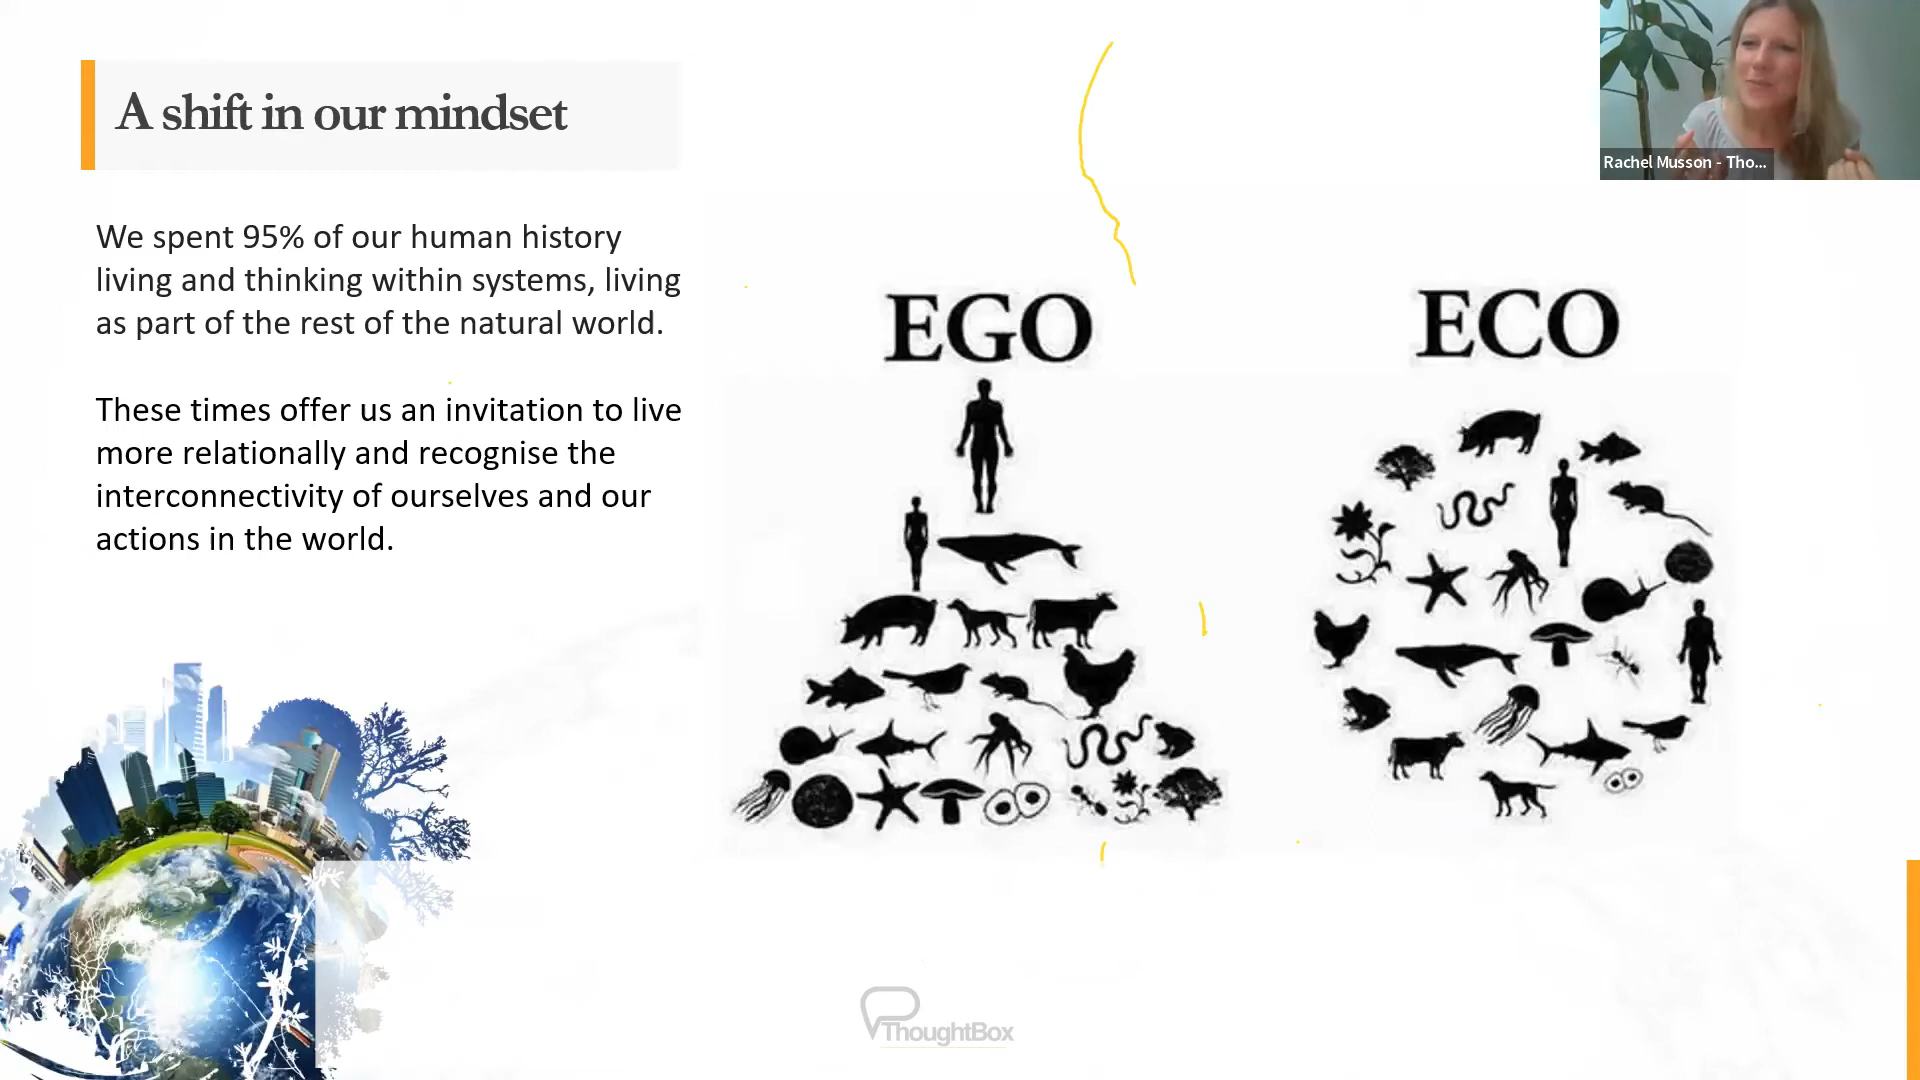 A shift in our mindset
We spent 95% of our human history
living and thinking within systems, living
as part of the rest of the natural world.
These times offer us an invitation to live
more relationally and recognise the
interconnectivity of ourselves and our
actions in the world.
EGO
ECO
Rachel Musson - Tho...
ThoughtBox